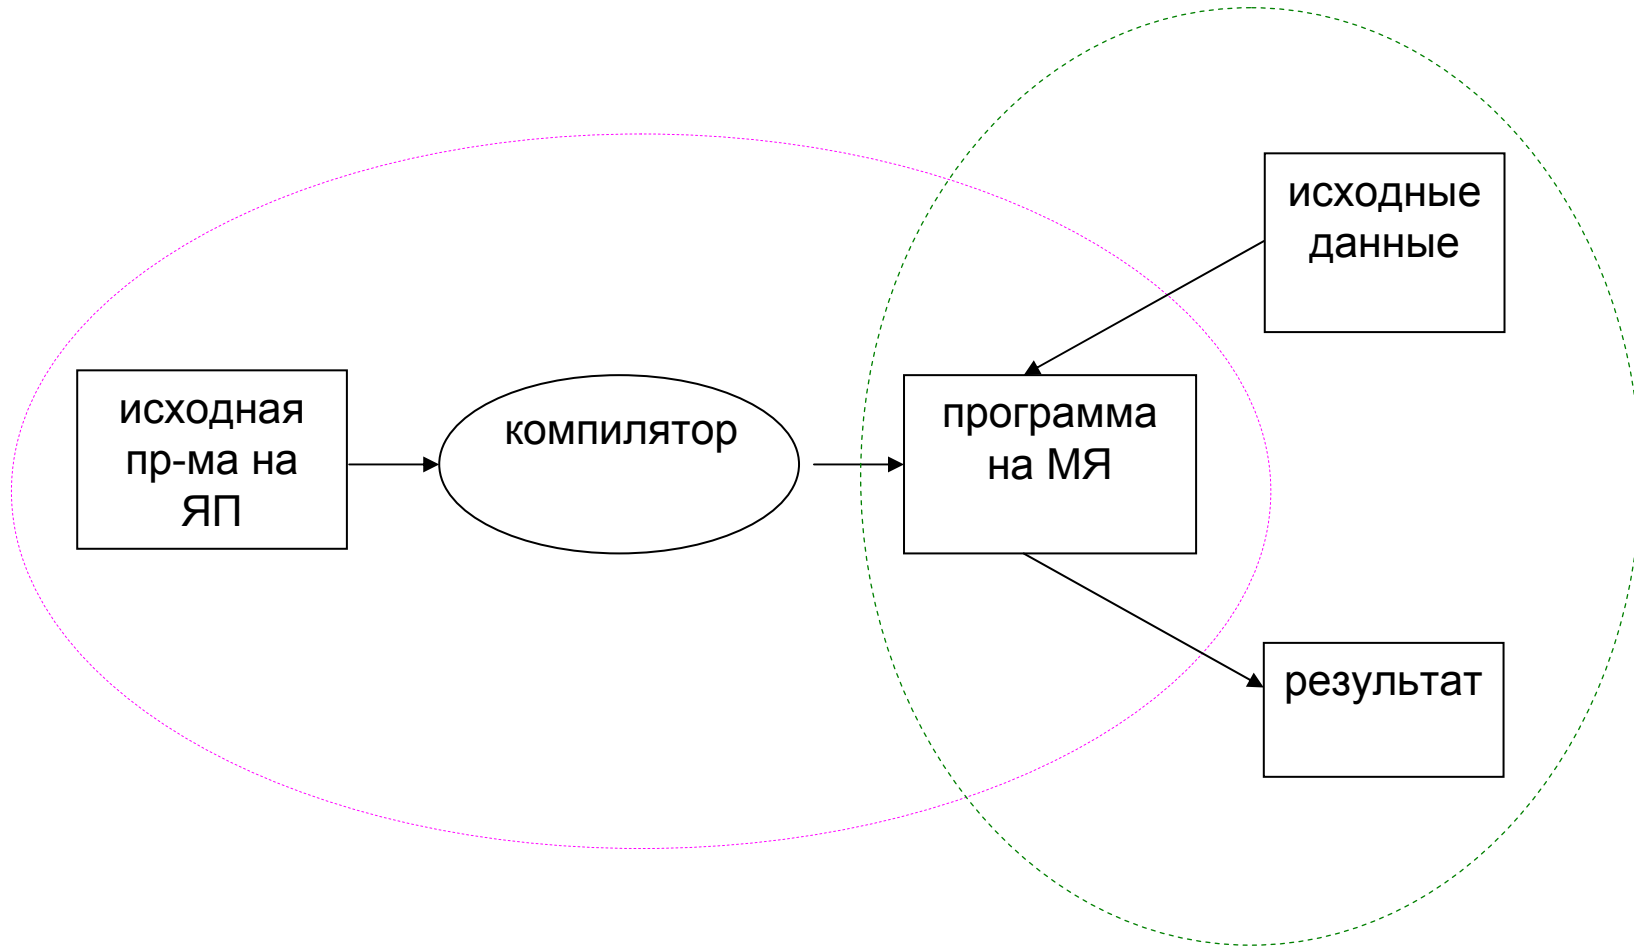 исходная
пр-ма на
ЯП
компилятор
программа
на МЯ
исходные
данные
результат